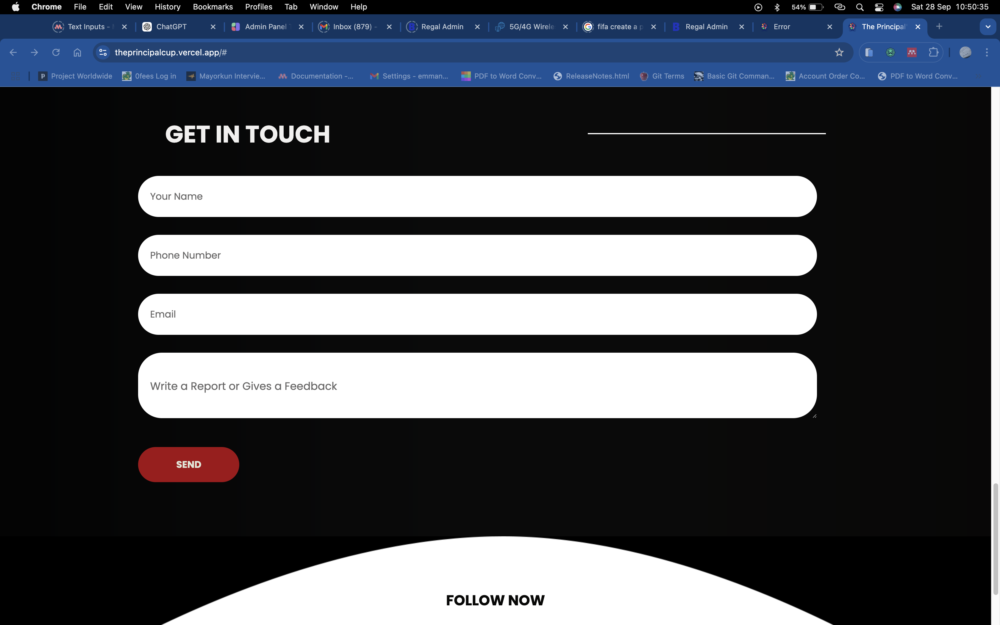 Chrome File Edit View History Bookmarks Profiles Tab Window Help 54% Sat 28 Sep 10:50:35
Text Inputs - ChatGPT Admin Panel Inbox (879) - Regal Admin 5G/4G Wirele fifa create a p Regal Admin Error The Principal'
theprincipalcup.vercel.app/#
Project Worldwide 0fees Log in Mayorkun Intervie... Documentation -... Settings - emman... PDF to Word Conv... ReleaseNotes.html Git Terms Basic Git Comman... Account Order Co... PDF to Word Conv...
GET IN TOUCH
Your Name
Phone Number
Email
Write a Report or Gives a Feedback
SEND
FOLLOW NOW